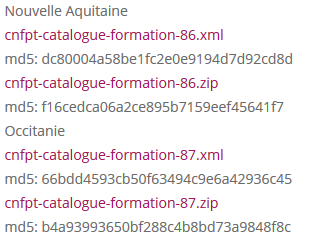 Nouvelle Aquitaine
cnfpt-catalogue-formation-86.xml
md5: dc80004a58be1fc2e0e9194d7d92cd8d
cnfpt-catalogue-formation-86.zip
md5: f16cedca06a2ce895b7159eef45641f7
Occitanie
cnfpt-catalogue-formation-87.xml
md5: 66bdd4593cb50f63494c9e6a42936c45
cnfpt-catalogue-formation-87.zip
md5: b4a93993650bf288c4b8bd73a9848f8c